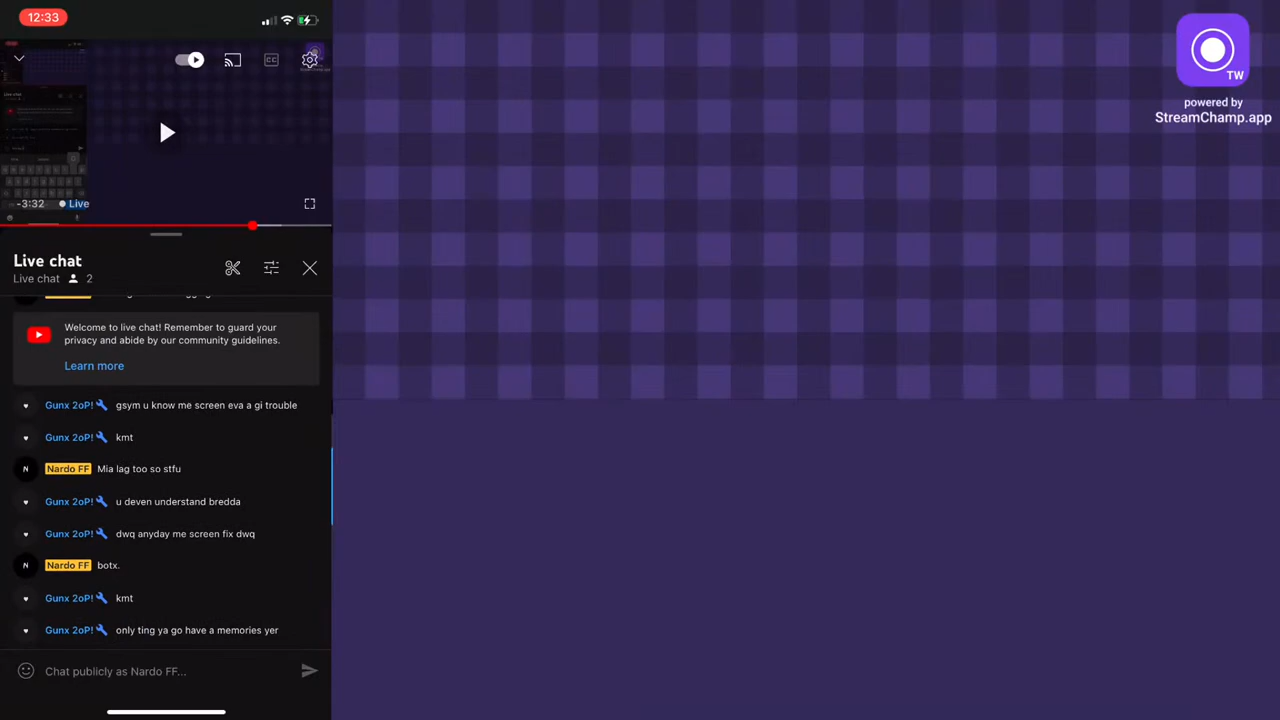 12:33
TW
powered by
StreamChamp.app
CC
-3:32 Live
Live chat
Live chat 2
Welcome to live chat! Remember to guard your
privacy and abide by our community guidelines.
Learn more
Gunx 2oP! gsym u know me screen eva a gi trouble
Gunx 2oP! kmt
N Nardo FF Mia lag too so stfu
Gunx 2oP! u deven understand bredda
Gunx 2oP! dwq anyday me screen fix dwq
N Nardo FF botx.
Gunx 2oP! kmt
Gunx 2oP! only ting ya go have a memories yer
Chat publicly as Nardo FF...